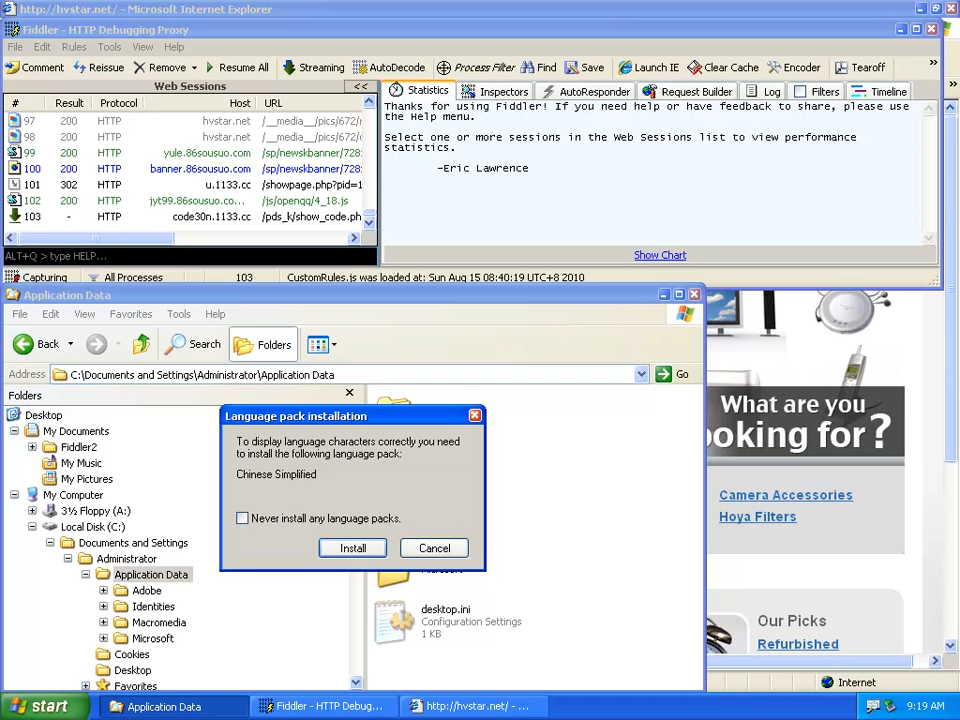 http://hvstar.net/ - Microsoft Internet Explorer
Fiddler - HTTP Debugging Proxy
File Edit Rules Tools View Help
Comment Reissue Remove Resume All Streaming AutoDecode Process Filter Find Save Launch IE Clear Cache Encoder Tearoff »
Web Sessions <<
# Result Protocol Host URL
97 200 HTTP hvstar.net /__media__/pics/672/r
98 200 HTTP hvstar.net /__media__/pics/672/r
99 200 HTTP yule.86sousuo.com /sp/newskbanner/728:
100 200 HTTP banner.86sousuo.com /sp/newskbanner/728:
101 302 HTTP u.1133.cc /showpage.php?pid=1
102 200 HTTP jyt99.86sousuo.co... /js/openqq/4_18.js
103 - HTTP code30n.1133.cc /pds_k/show_code.ph
ALT+Q > type HELP...
Statistics Inspectors AutoResponder Request Builder Log Filters Timeline
Thanks for using Fiddler! If you need help or have feedback to share, please use
the Help menu.
Select one or more sessions in the Web Sessions list to view performance
statistics.
-Eric Lawrence
Show Chart
Capturing All Processes 103 CustomRules.js was loaded at: Sun Aug 15 08:40:19 UTC+8 2010
Application Data
File Edit View Favorites Tools Help
Back Search Folders
Address C:\Documents and Settings\Administrator\Application Data Go
Folders
Desktop
My Documents
Fiddler2
My Music
My Pictures
My Computer
3½ Floppy (A:)
Local Disk (C:)
Documents and Settings
Administrator
Application Data
Adobe
Identities
Macromedia
Microsoft
Cookies
Desktop
Favorites
Language pack installation
To display language characters correctly you need
to install the following language pack:
Chinese Simplified
Never install any language packs.
Install Cancel
desktop.ini
Configuration Settings
1 KB
What are you
ooking for?
Camera Accessories
Hoya Filters
Our Picks
Refurbished
Internet
start Application Data Fiddler - HTTP Debug... http://hvstar.net/ - ... 9:19 AM